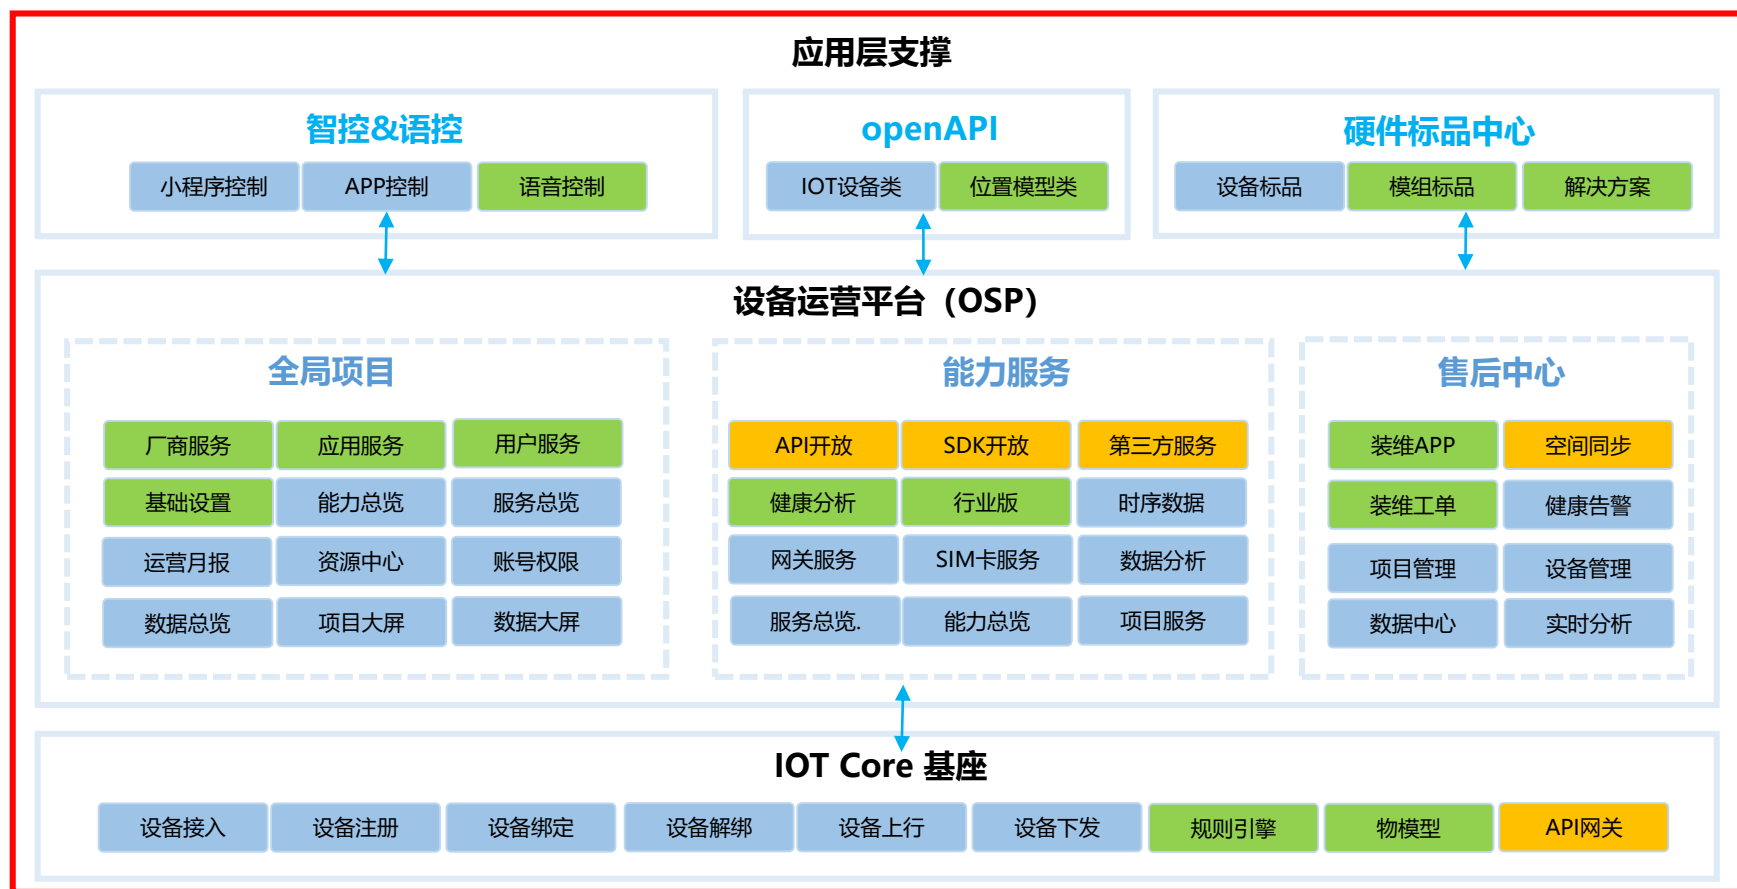 应用层支撑
智控&语控
小程序控制 APP控制 语音控制
openAPI
IOT设备类 位置模型类
硬件标品中心
设备标品 模组标品 解决方案
设备运营平台（OSP）
全局项目
厂商服务 应用服务 用户服务
基础设置 能力总览 服务总览
运营月报 资源中心 账号权限
数据总览 项目大屏 数据大屏
能力服务
API开放 SDK开放 第三方服务
健康分析 行业版 时序数据
网关服务 SIM卡服务 数据分析
服务总览. 能力总览 项目服务
售后中心
装维APP 空间同步
装维工单 健康告警
项目管理 设备管理
数据中心 实时分析
IOT Core 基座
设备接入 设备注册 设备绑定 设备解绑 设备上行 设备下发 规则引擎 物模型 API网关